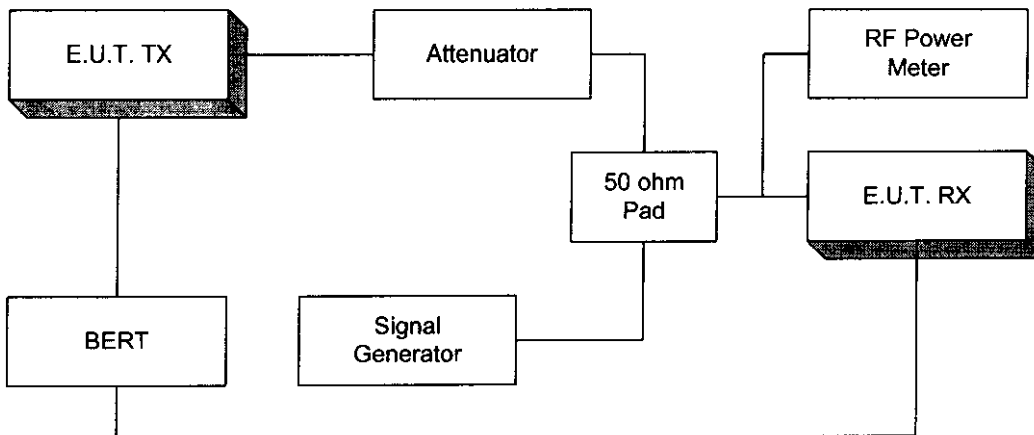 E.U.T. TX
Attenuator
RF Power
Meter
50 ohm
Pad
E.U.T. RX
BERT
Signal
Generator